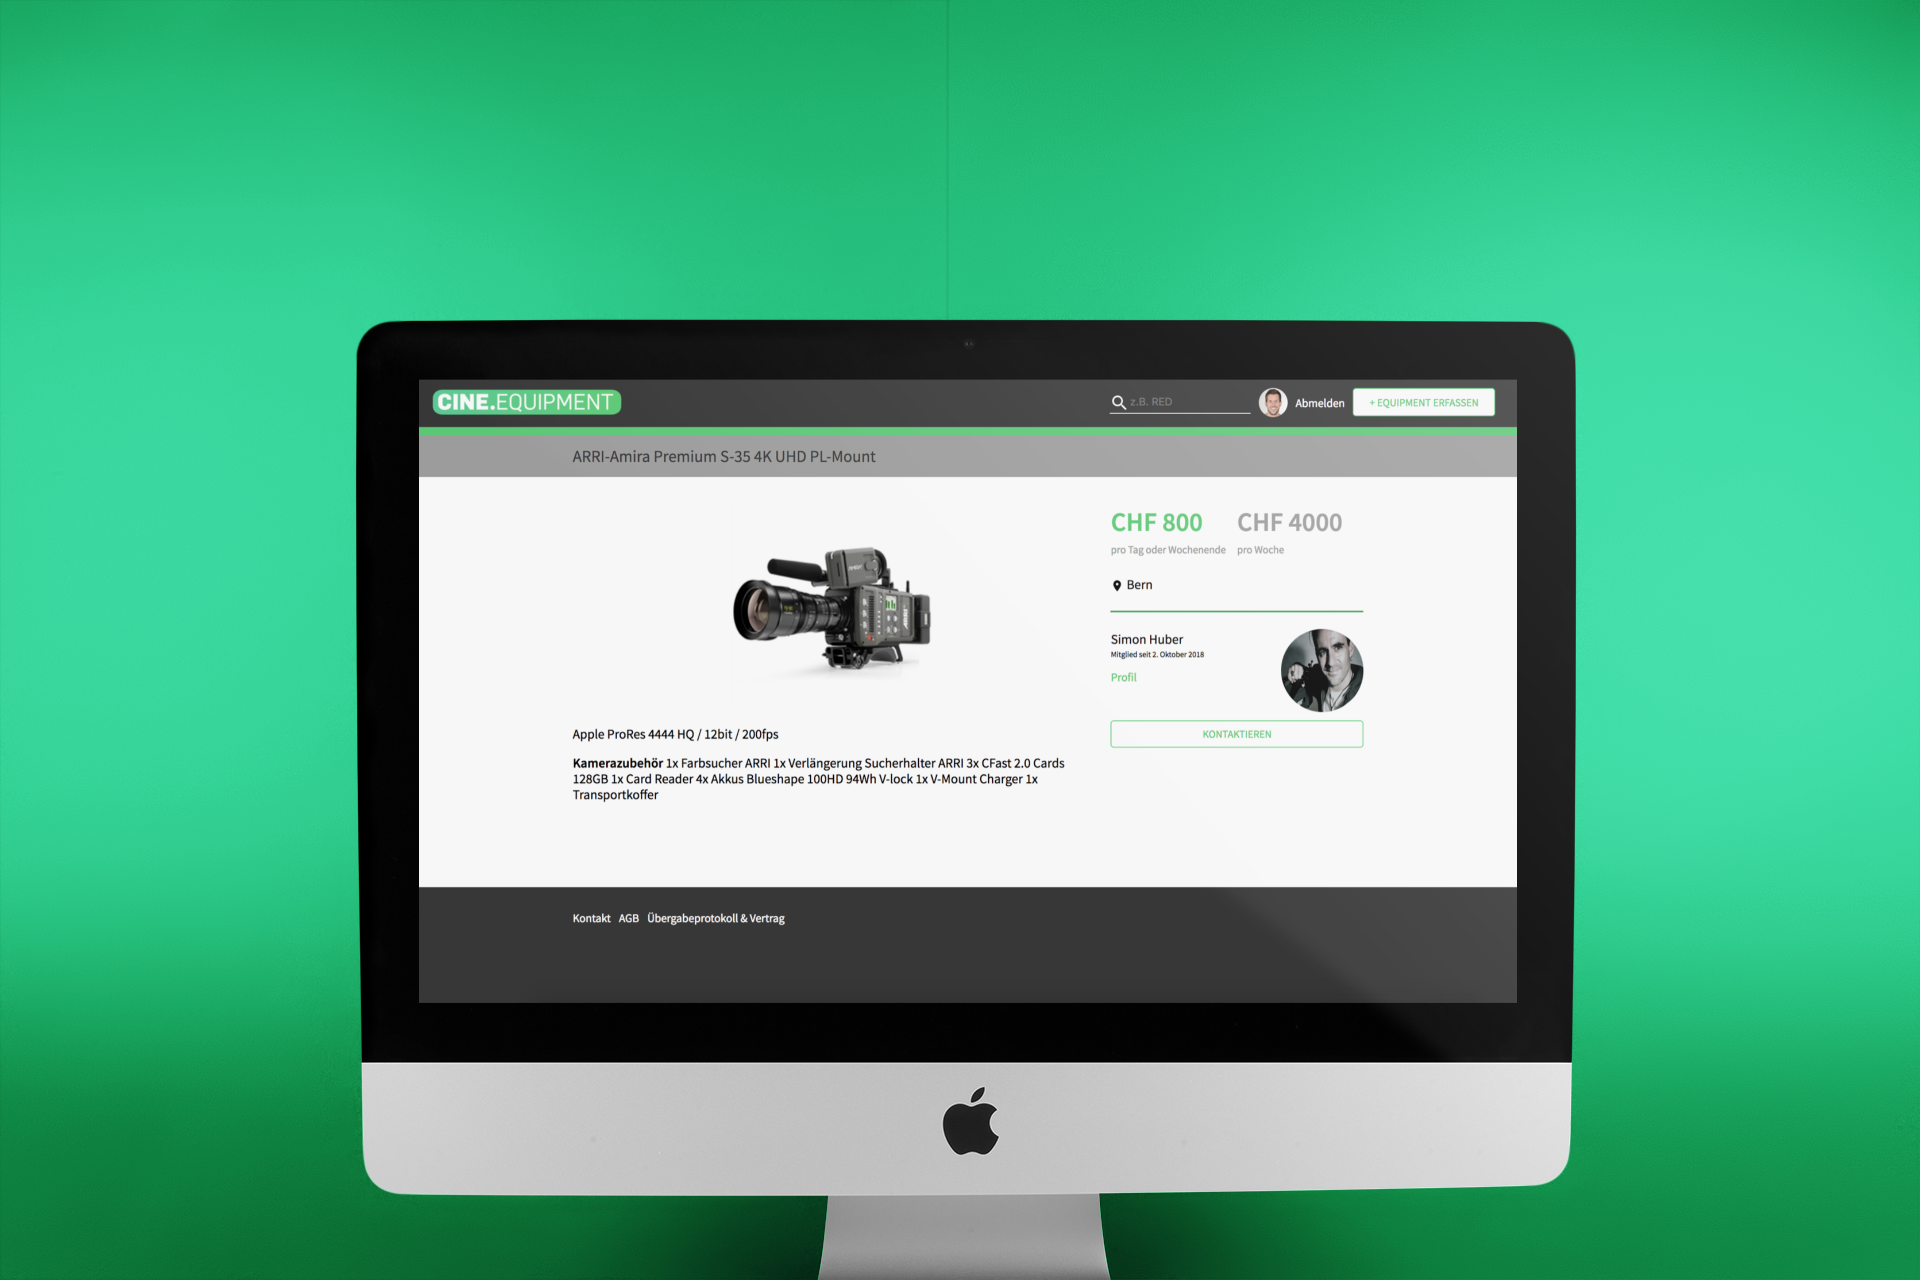 CINE.EQUIPMENT
z.B. RED
Abmelden
+ EQUIPMENT ERFASSEN
ARRI-Amira Premium S-35 4K UHD PL-Mount
CHF 800
CHF 4000
pro Tag oder Wochenende
pro Woche
Bern
Simon Huber
Mitglied seit 2. Oktober 2018
Profil
KONTAKTIEREN
Apple ProRes 4444 HQ / 12bit / 200fps
Kamerazubehör 1x Farbsucher ARRI 1x Verlängerung Sucherhalter ARRI 3x CFast 2.0 Cards
128GB 1x Card Reader 4x Akkus Blueshape 100HD 94Wh V-lock 1x V-Mount Charger 1x
Transportkoffer
Kontakt AGB Übergabeprotokoll & Vertrag